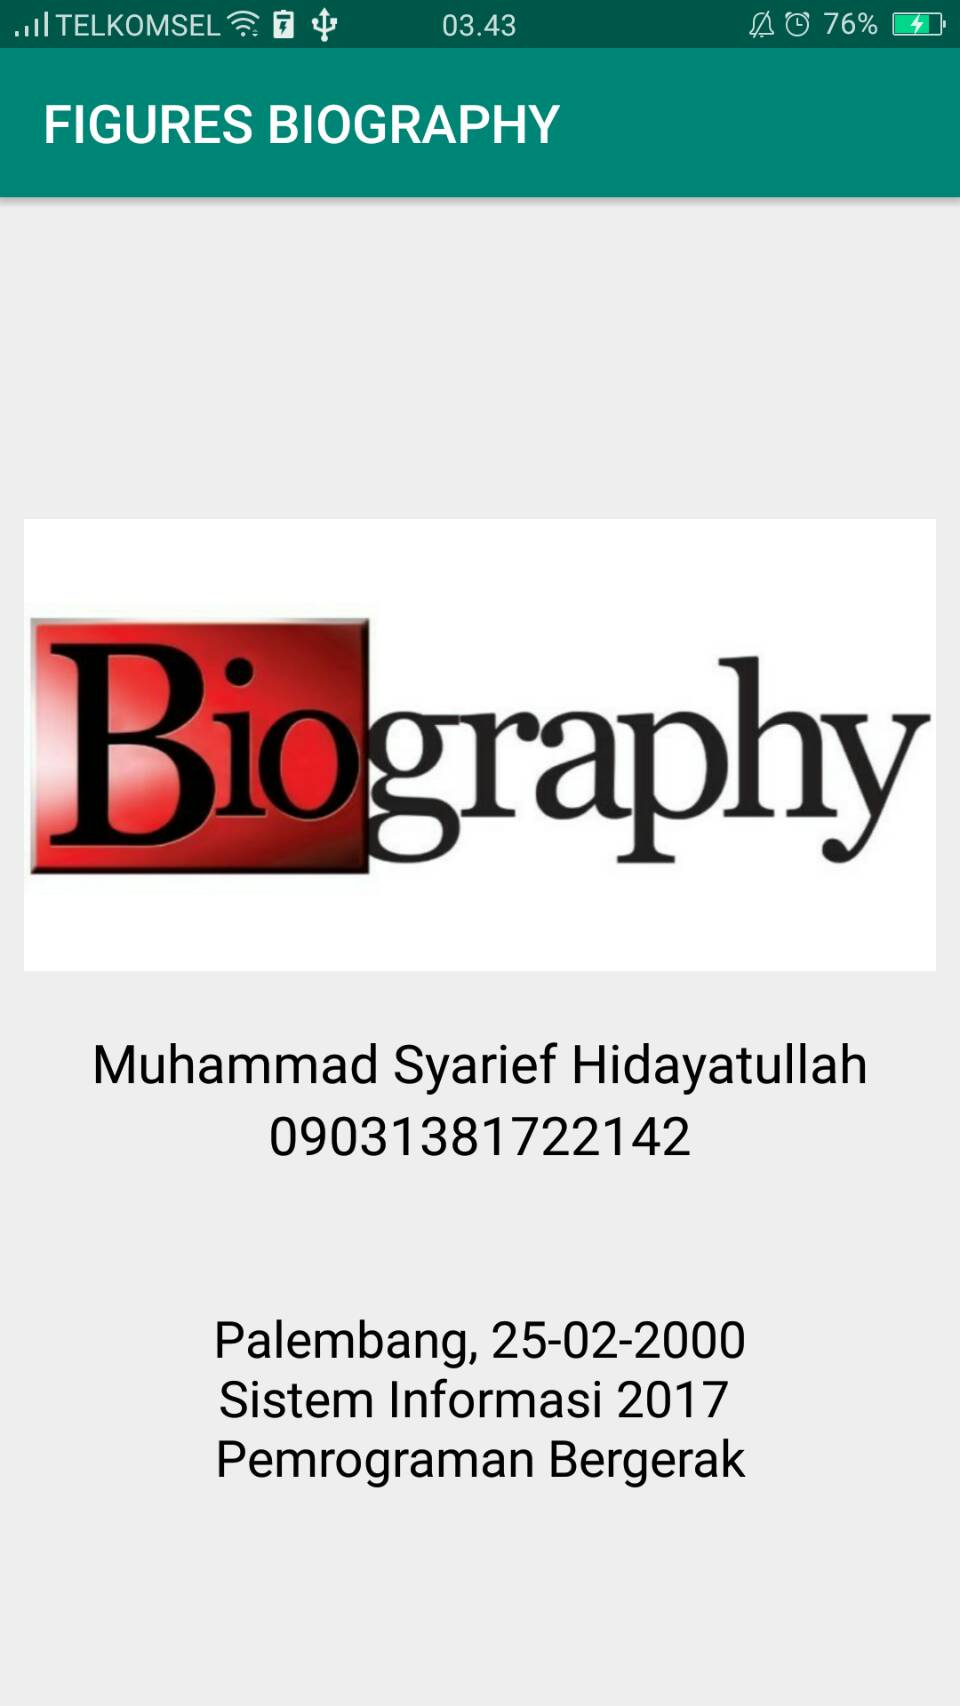 TELKOMSEL 03.43 76%
FIGURES BIOGRAPHY
Biography
Muhammad Syarief Hidayatullah
09031381722142
Palembang, 25-02-2000
Sistem Informasi 2017
Pemrograman Bergerak